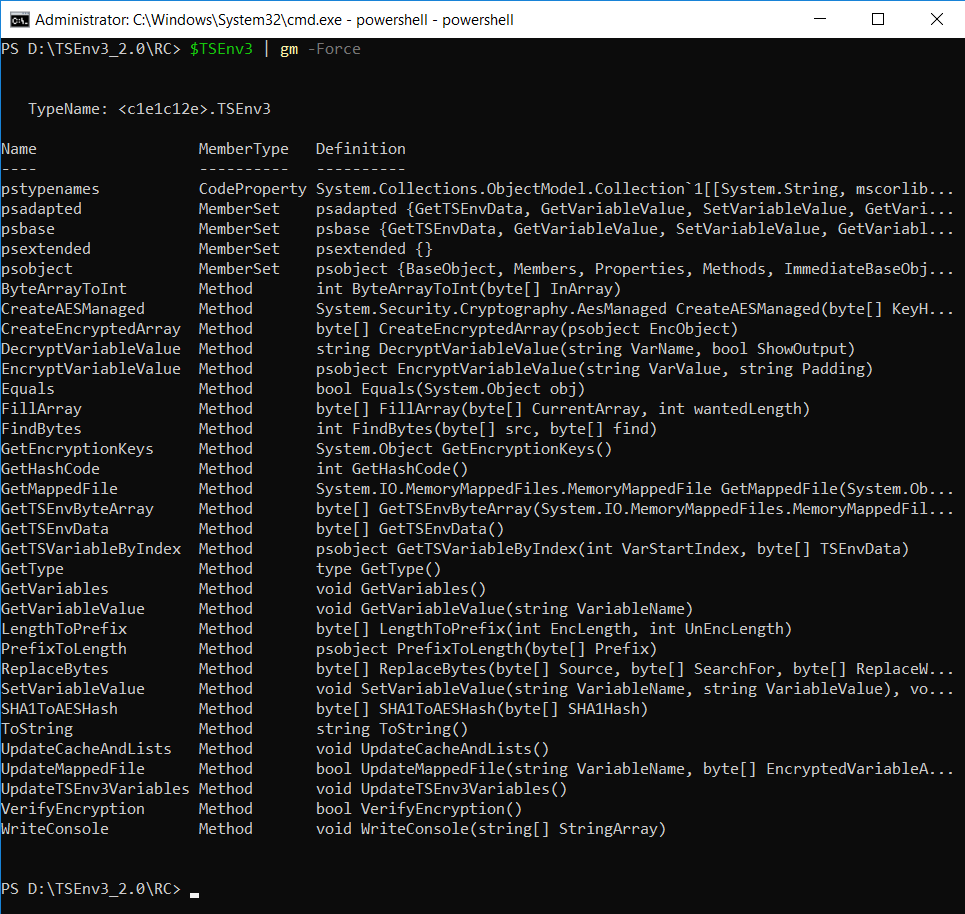 Administrator: C:\Windows\System32\cmd.exe - powershell - powershell
PS D:\TSEnv3_2.0\RC> $TSEnv3 | gm -Force
TypeName: <c1e1c12e>.TSEnv3
Name MemberType Definition
---- ---------- ----------
pstypenames CodeProperty System.Collections.ObjectModel.Collection`1[[System.String, mscorlib...
psadapted MemberSet psadapted {GetTSEnvData, GetVariableValue, SetVariableValue, GetVari...
psbase MemberSet psbase {GetTSEnvData, GetVariableValue, SetVariableValue, GetVariabl...
psextended MemberSet psextended {}
psobject MemberSet psobject {BaseObject, Members, Properties, Methods, ImmediateBaseObj...
ByteArrayToInt Method int ByteArrayToInt(byte[] InArray)
CreateAESManaged Method System.Security.Cryptography.AesManaged CreateAESManaged(byte[] KeyH...
CreateEncryptedArray Method byte[] CreateEncryptedArray(psobject EncObject)
DecryptVariableValue Method string DecryptVariableValue(string VarName, bool ShowOutput)
EncryptVariableValue Method psobject EncryptVariableValue(string VarValue, string Padding)
Equals Method bool Equals(System.Object obj)
FillArray Method byte[] FillArray(byte[] CurrentArray, int wantedLength)
FindBytes Method int FindBytes(byte[] src, byte[] find)
GetEncryptionKeys Method System.Object GetEncryptionKeys()
GetHashCode Method int GetHashCode()
GetMappedFile Method System.IO.MemoryMappedFiles.MemoryMappedFile GetMappedFile(System.Ob...
GetTSEnvByteArray Method byte[] GetTSEnvByteArray(System.IO.MemoryMappedFiles.MemoryMappedFil...
GetTSEnvData Method byte[] GetTSEnvData()
GetTSVariableByIndex Method psobject GetTSVariableByIndex(int VarStartIndex, byte[] TSEnvData)
GetType Method type GetType()
GetVariables Method void GetVariables()
GetVariableValue Method void GetVariableValue(string VariableName)
LengthToPrefix Method byte[] LengthToPrefix(int EncLength, int UnEncLength)
PrefixToLength Method psobject PrefixToLength(byte[] Prefix)
ReplaceBytes Method byte[] ReplaceBytes(byte[] Source, byte[] SearchFor, byte[] ReplaceW...
SetVariableValue Method void SetVariableValue(string VariableName, string VariableValue), vo...
SHA1ToAESHash Method byte[] SHA1ToAESHash(byte[] SHA1Hash)
ToString Method string ToString()
UpdateCacheAndLists Method void UpdateCacheAndLists()
UpdateMappedFile Method bool UpdateMappedFile(string VariableName, byte[] EncryptedVariableA...
UpdateTSEnv3Variables Method void UpdateTSEnv3Variables()
VerifyEncryption Method bool VerifyEncryption()
WriteConsole Method void WriteConsole(string[] StringArray)
PS D:\TSEnv3_2.0\RC>